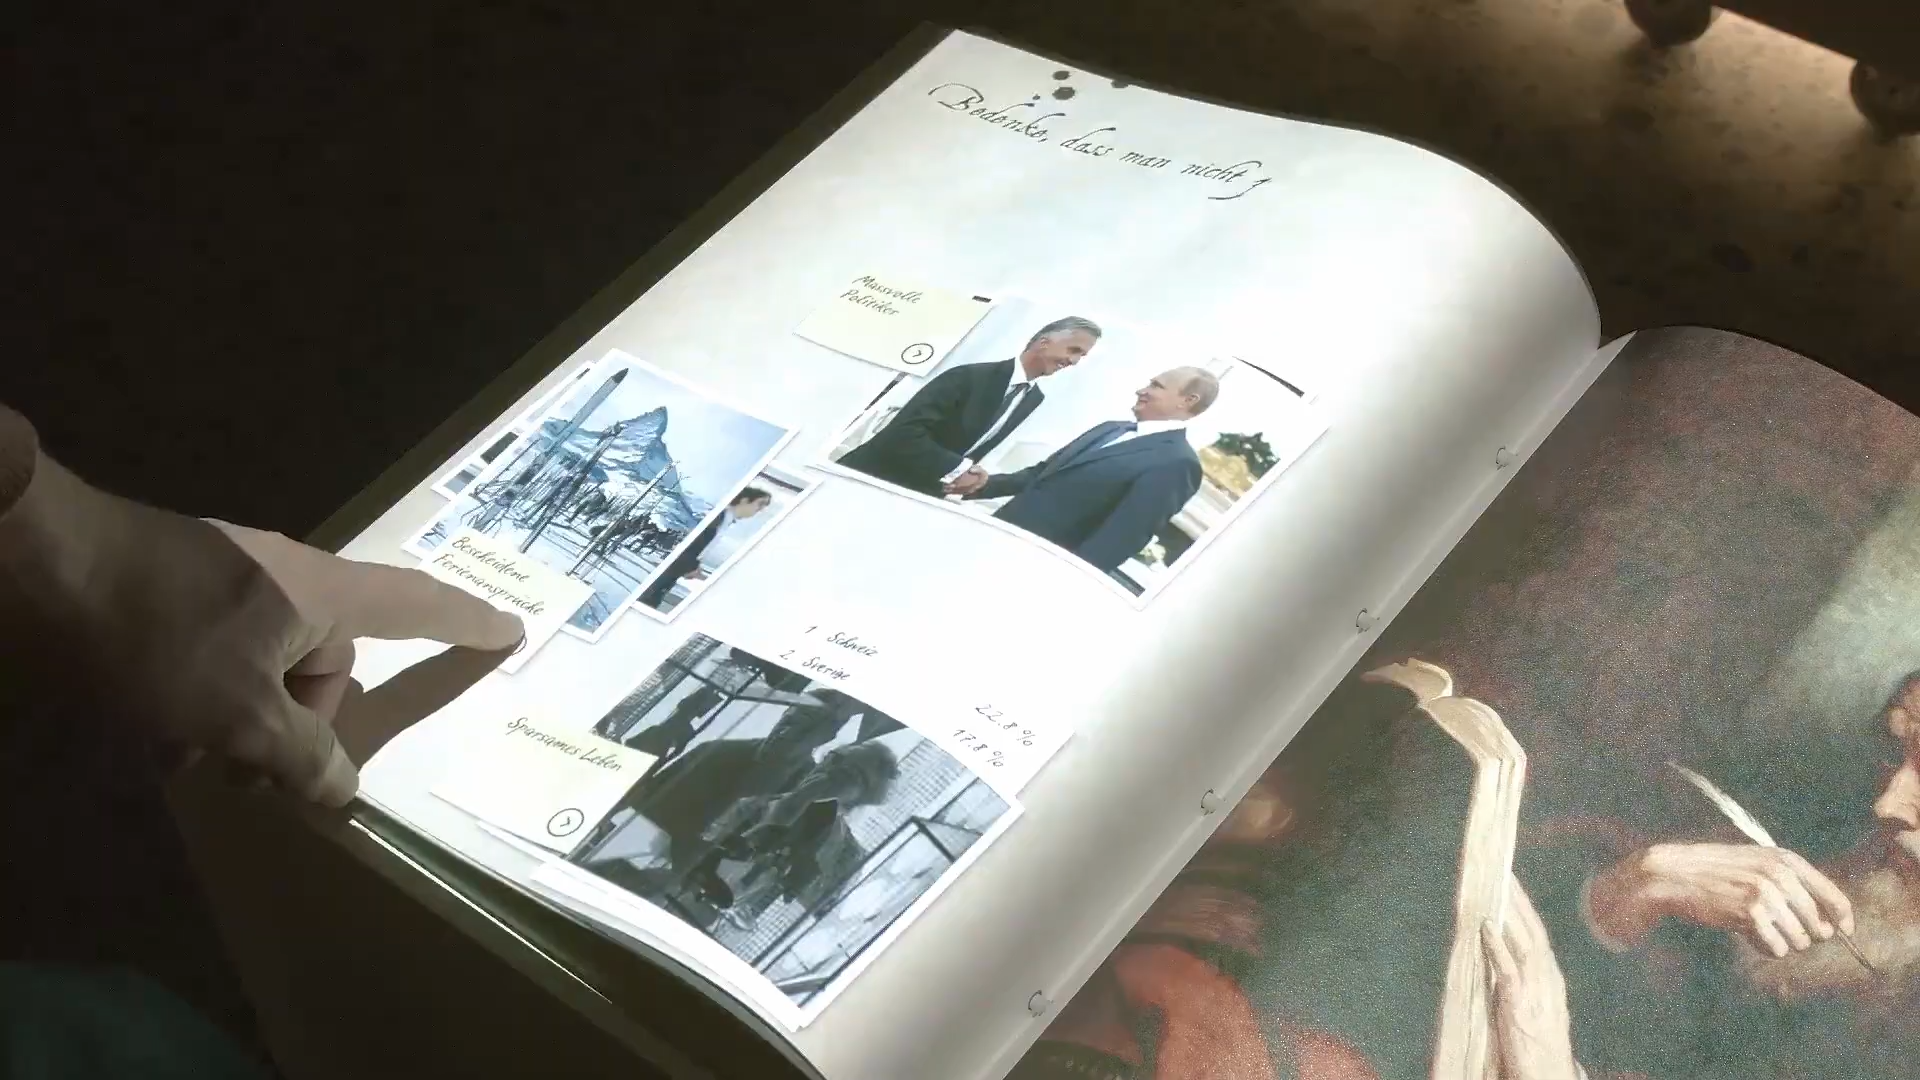 Bedenke, dass man nicht
Massvolle
Politiker
Bescheidene
Ferienansprüche
1 Schweiz
2. Sverige
22.8 %
17.8 %
Sparsames Leben